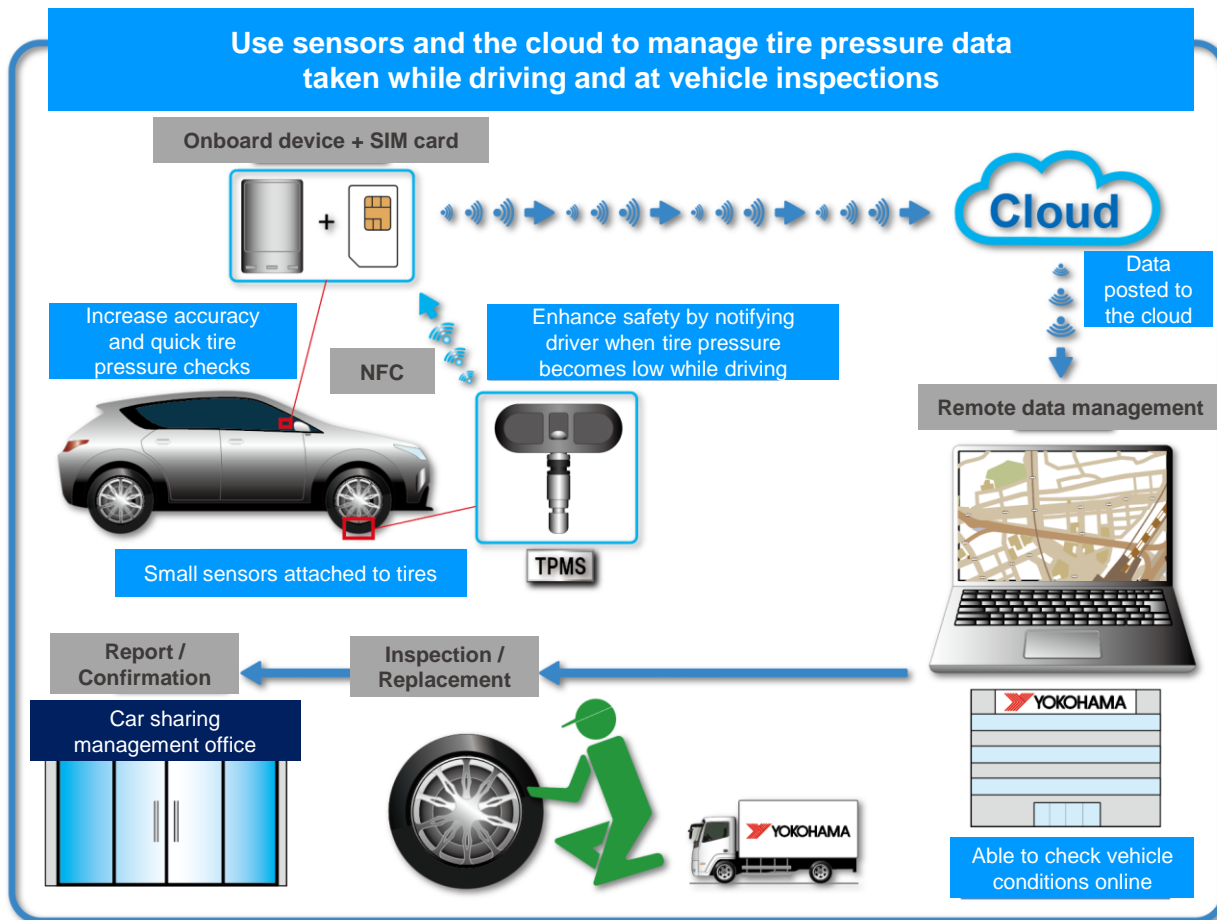 Use sensors and the cloud to manage tire pressure data
taken while driving and at vehicle inspections
Onboard device + SIM card
+
Cloud
Data
posted to
the cloud
Increase accuracy
and quick tire
pressure checks
NFC
Enhance safety by notifying
driver when tire pressure
becomes low while driving
Remote data management
TPMS
Small sensors attached to tires
Report /
Confirmation
Inspection /
Replacement
Car sharing
management office
YOKOHAMA
YOKOHAMA
Able to check vehicle
conditions online